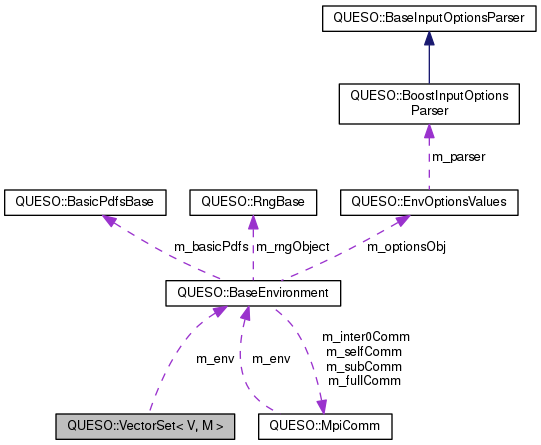 QUESO::BaseInputOptionsParser
QUESO::BoostInputOptions
Parser
m_parser
QUESO::BasicPdfsBase
QUESO::RngBase
QUESO::EnvOptionsValues
m_basicPdfs
m_rngObject
m_optionsObj
QUESO::BaseEnvironment
m_env
m_env
m_inter0Comm
m_selfComm
m_subComm
m_fullComm
QUESO::VectorSet< V, M >
QUESO::MpiComm